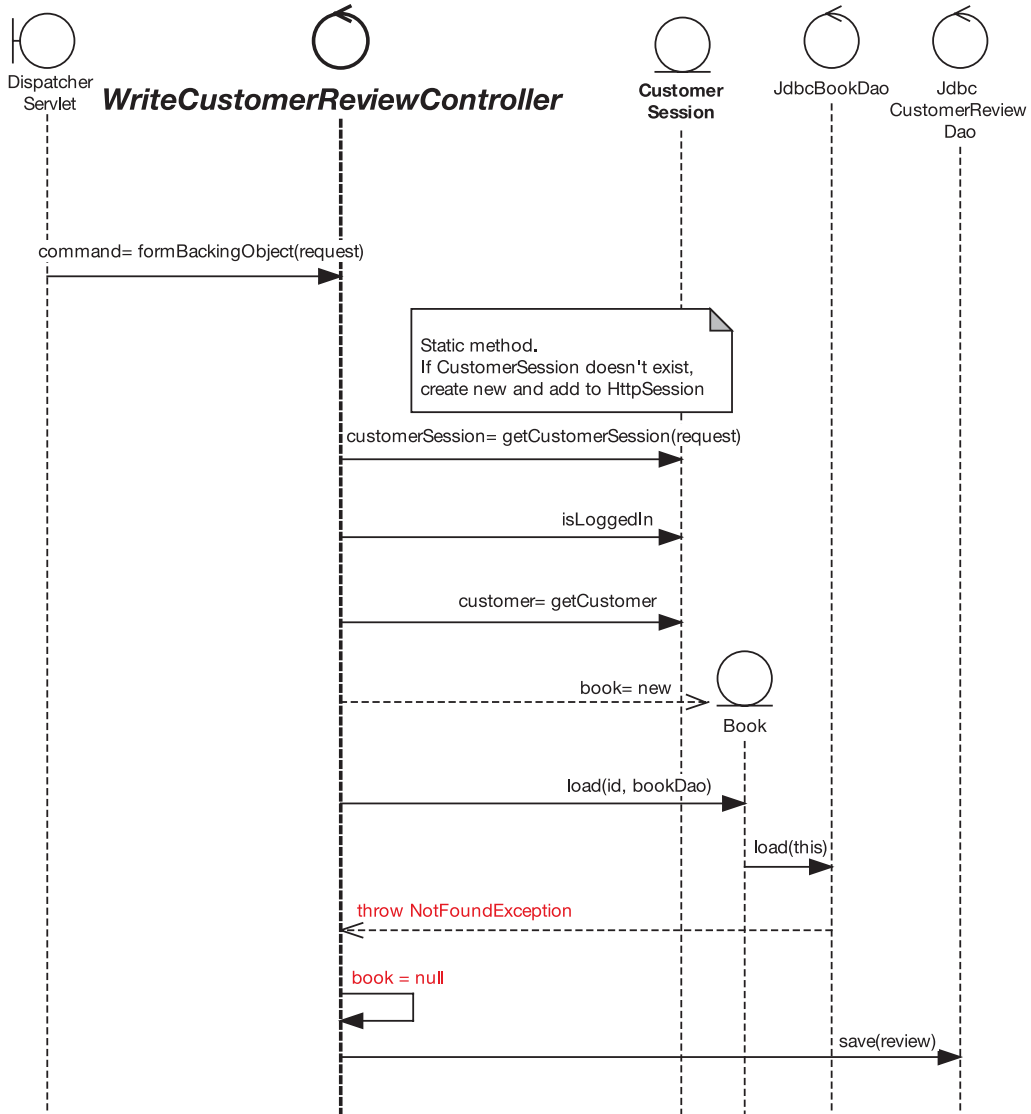 Dispatcher
Servlet
WriteCustomerReviewController
Customer
Session
JdbcBookDao
Jdbc
CustomerReview
Dao
command= formBackingObject(request)
Static method.
If CustomerSession doesn't exist,
create new and add to HttpSession
customerSession= getCustomerSession(request)
isLoggedIn
customer= getCustomer
book= new
Book
load(id, bookDao)
load(this)
throw NotFoundException
book = null
save(review)